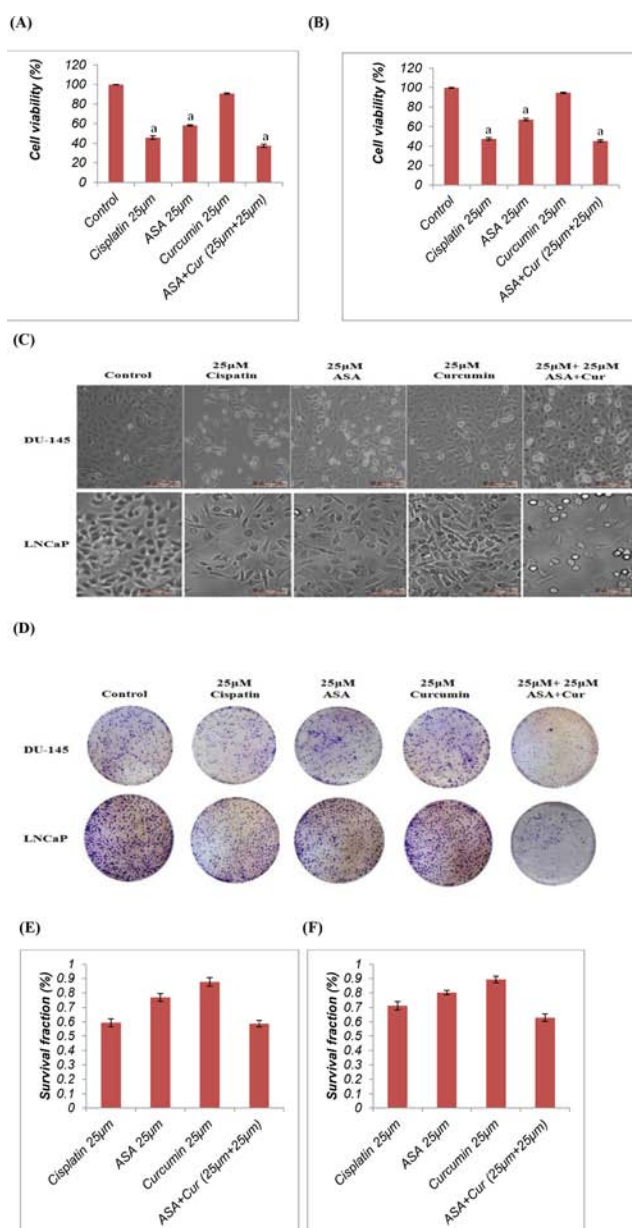 (A)
(B)
Cell viability (%)
120
100
80
60
40
20
0
a
a
a
Control
Cisplatin 25µm
ASA 25µm
Curcumin 25µm
ASA+Cur (25µm+25µm)
Cell viability (%)
120
100
80
60
40
20
0
a
a
a
Control
Cisplatin 25µm
ASA 25µm
Curcumin 25µm
ASA+Cur (25µm+25µm)
(C)
Control
25µM
Cispatin
25µM
ASA
25µM
Curcumin
25µM+ 25µM
ASA+Cur
DU-145
LNCaP
(D)
Control
25µM
Cispatin
25µM
ASA
25µM
Curcumin
25µM+ 25µM
ASA+Cur
DU-145
LNCaP
(E)
(F)
Survival fraction (%)
1
0.9
0.8
0.7
0.6
0.5
0.4
0.3
0.2
0.1
0
Cisplatin 25µm
ASA 25µm
Curcumin 25µm
ASA+Cur (25µm+25µm)
Survival fraction (%)
1
0.9
0.8
0.7
0.6
0.5
0.4
0.3
0.2
0.1
0
Cisplatin 25µm
ASA 25µm
Curcumin 25µm
ASA+Cur (25µm+25µm)